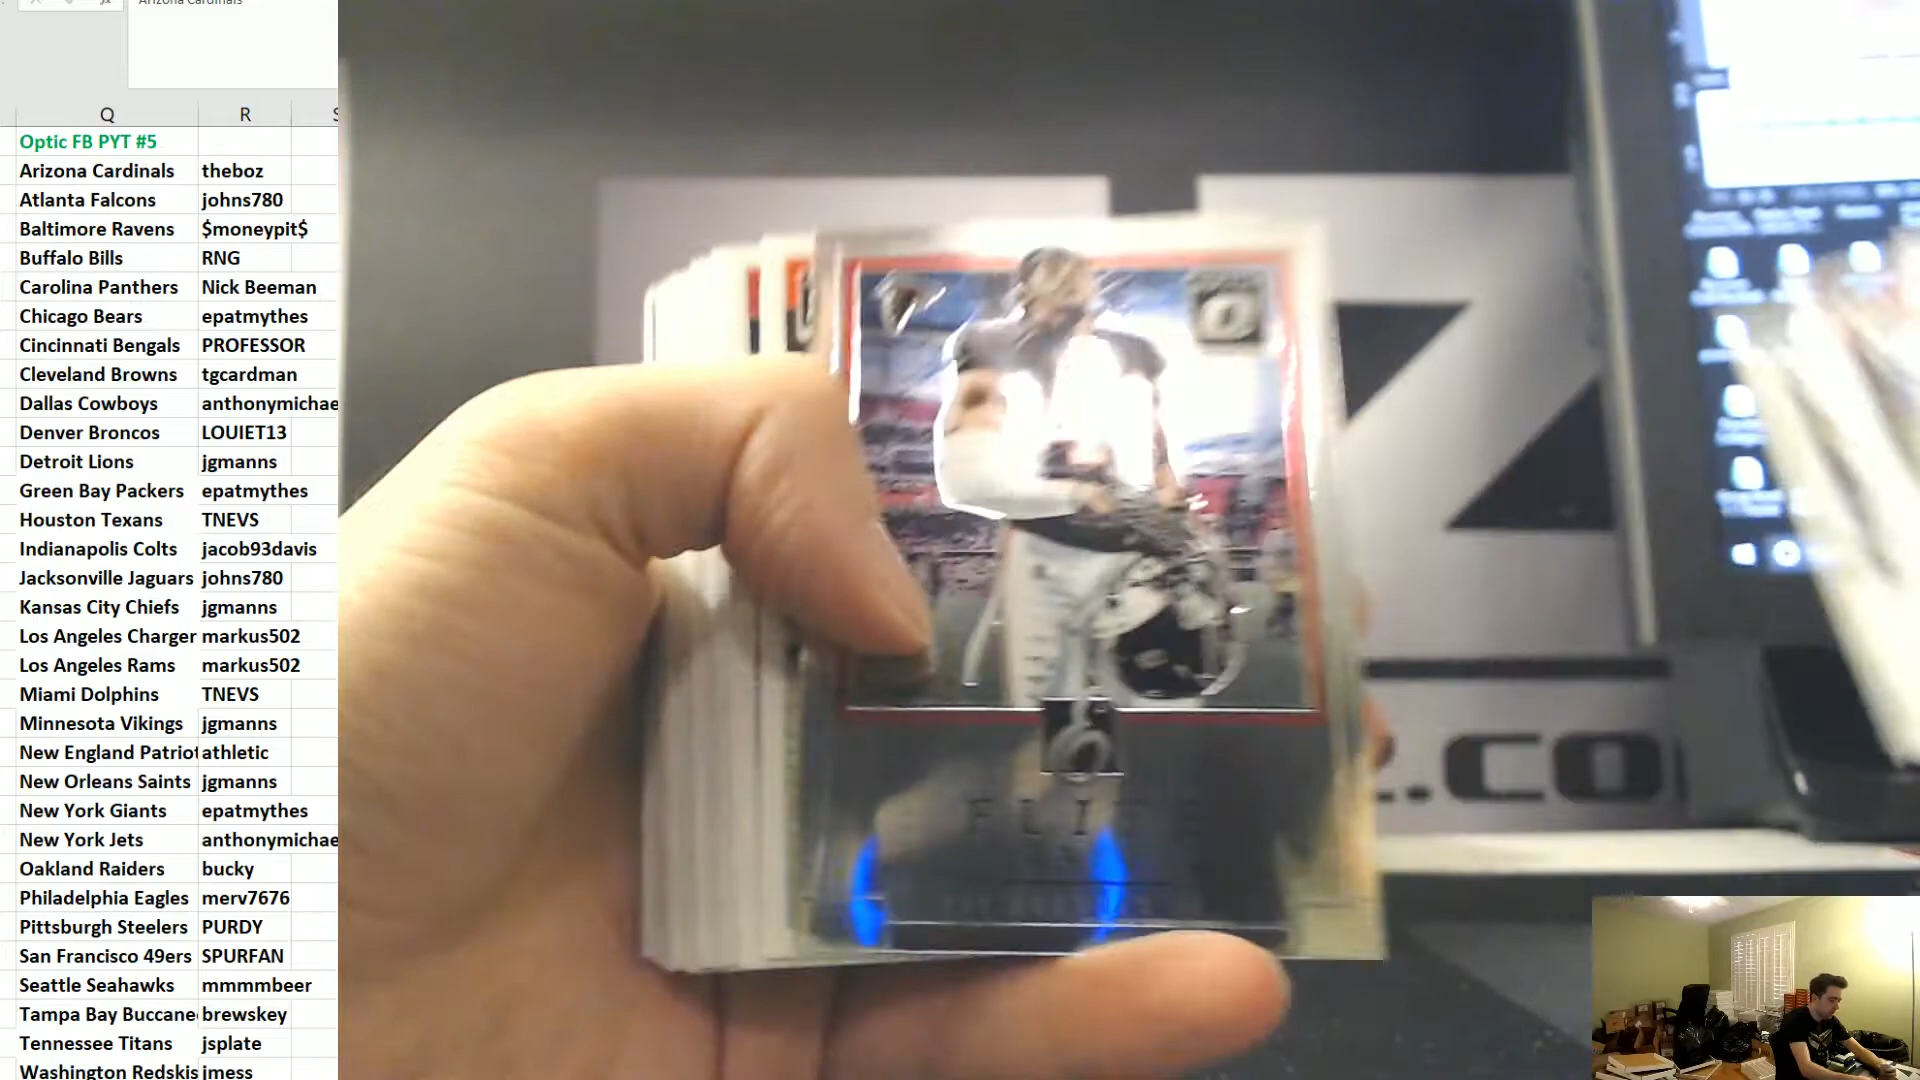 Arizona Cardinals
Q R S
Optic FB PYT #5
Arizona Cardinals theboz
Atlanta Falcons johns780
Baltimore Ravens $moneypit$
Buffalo Bills RNG
Carolina Panthers Nick Beeman
Chicago Bears epatmythes
Cincinnati Bengals PROFESSOR
Cleveland Browns tgcardman
Dallas Cowboys anthonymichae
Denver Broncos LOUIET13
Detroit Lions jgmanns
Green Bay Packers epatmythes
Houston Texans TNEVS
Indianapolis Colts jacob93davis
Jacksonville Jaguars johns780
Kansas City Chiefs jgmanns
Los Angeles Charger markus502
Los Angeles Rams markus502
Miami Dolphins TNEVS
Minnesota Vikings jgmanns
New England Patriot athletic
New Orleans Saints jgmanns
New York Giants epatmythes
New York Jets anthonymichae
Oakland Raiders bucky
Philadelphia Eagles merv7676
Pittsburgh Steelers PURDY
San Francisco 49ers SPURFAN
Seattle Seahawks mmmmbeer
Tampa Bay Buccane brewskey
Tennessee Titans jsplate
Washington Redskis jmess
Z
Z.CO